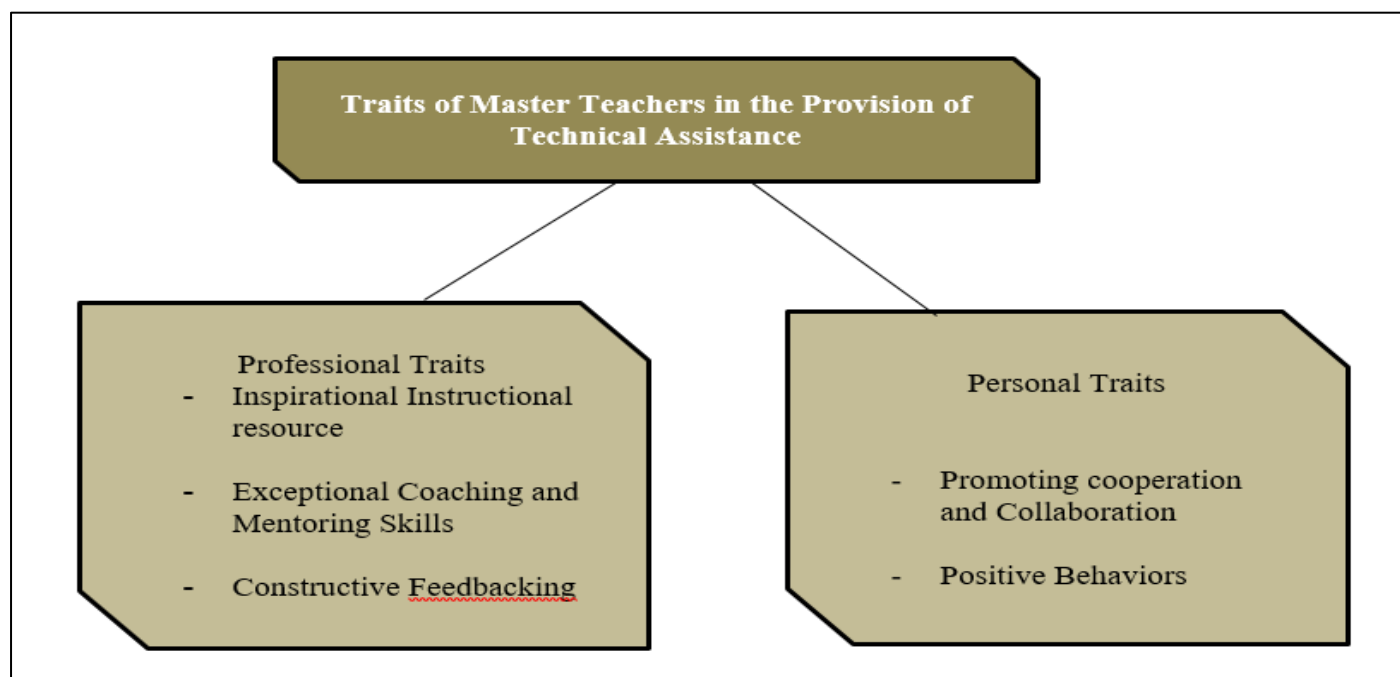 Traits of Master Teachers in the Provision of
Technical Assistance
Professional Traits
- Inspirational Instructional
resource
- Exceptional Coaching and
Mentoring Skills
- Constructive Feedbacking
Personal Traits
- Promoting cooperation
and Collaboration
- Positive Behaviors